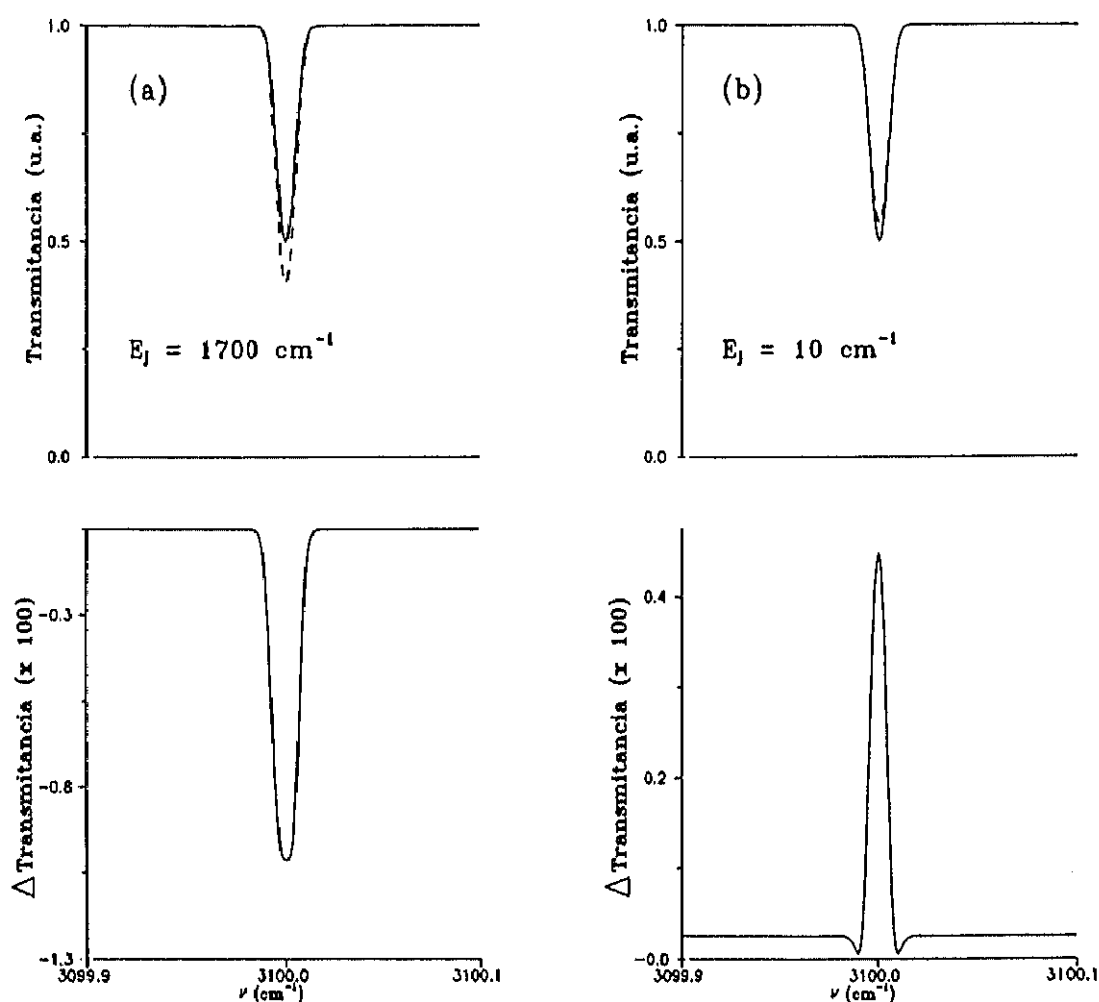 1.0
(a)
Transmitancia (u.a.)
0.5
E_j = 1700 cm⁻¹
0.0
1.0
(b)
Transmitancia (u.a.)
0.5
E_j = 10 cm⁻¹
0.0
-0.3
△Transmitancia (x 100)
-0.8
-1.3
3099.9
3100.0
3100.1
ν (cm⁻¹)
0.4
△Transmitancia (x 100)
0.2
-0.0
3099.9
3100.0
3100.1
ν (cm⁻¹)